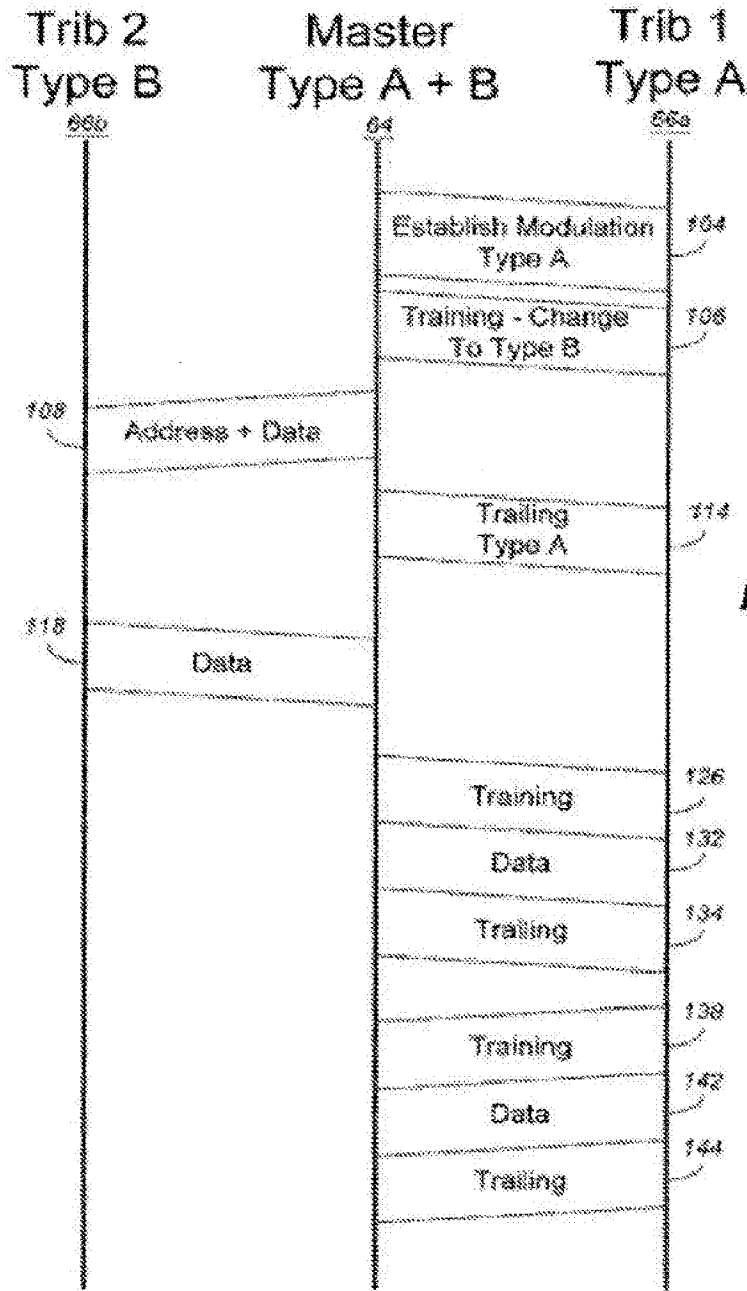 Trib 2
Type B
66b
Master
Type A + B
64
Trib 1
Type A
66a
Establish Modulation
Type A
104
Training - Change
To Type B
106
108
Address + Data
Trailing
Type A
114
118
Data
Training
126
Data
132
Trailing
134
Training
138
Data
142
Trailing
144